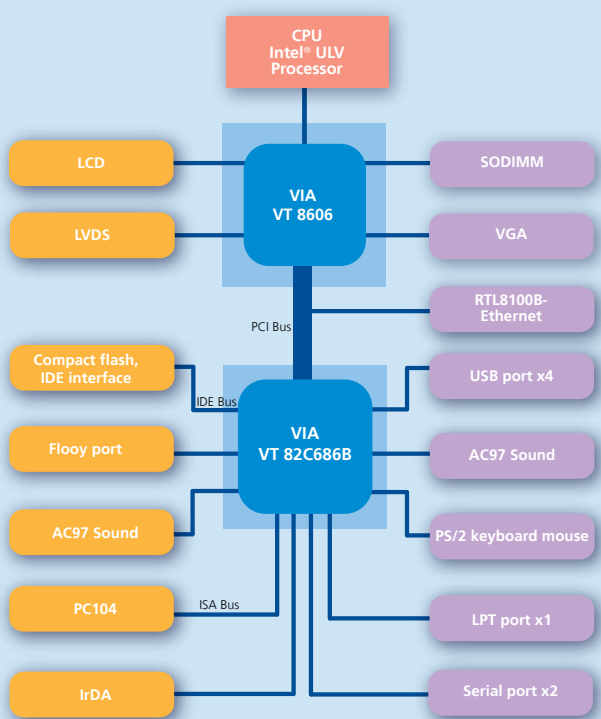 CPU
Intel® ULV
Processor
LCD
VIA
VT 8606
SODIMM
LVDS
VGA
PCI Bus
RTL8100B-
Ethernet
Compact flash,
IDE interface
IDE Bus
USB port x4
VIA
VT 82C686B
Flooy port
AC97 Sound
AC97 Sound
PS/2 keyboard mouse
PC104
ISA Bus
LPT port x1
IrDA
Serial port x2